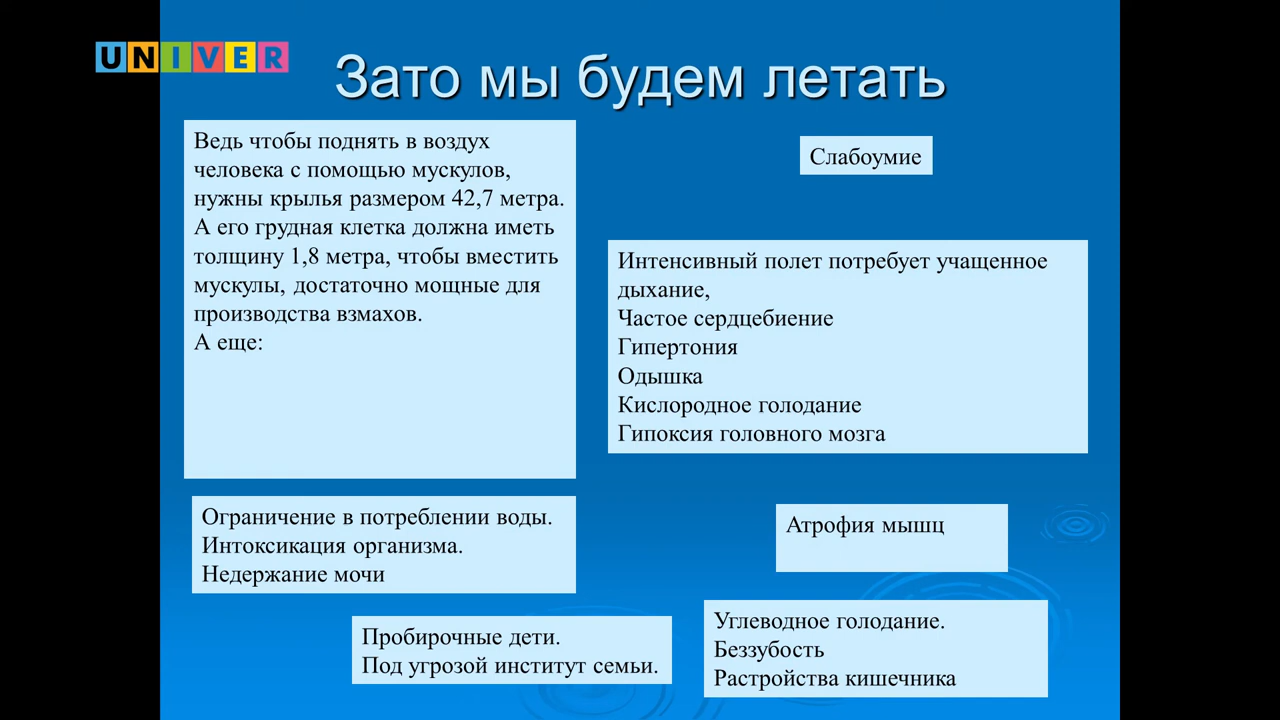 UNIVER
Зато мы будем летать
Ведь чтобы поднять в воздух
человека с помощью мускулов,
нужны крылья размером 42,7 метра.
А его грудная клетка должна иметь
толщину 1,8 метра, чтобы вместить
мускулы, достаточно мощные для
производства взмахов.
А еще:
Слабоумие
Интенсивный полет потребует учащенное
дыхание,
Частое сердцебиение
Гипертония
Одышка
Кислородное голодание
Гипоксия головного мозга
Ограничение в потреблении воды.
Интоксикация организма.
Недержание мочи
Атрофия мышц
Пробирочные дети.
Под угрозой институт семьи.
Углеводное голодание.
Беззубость
Растройства кишечника